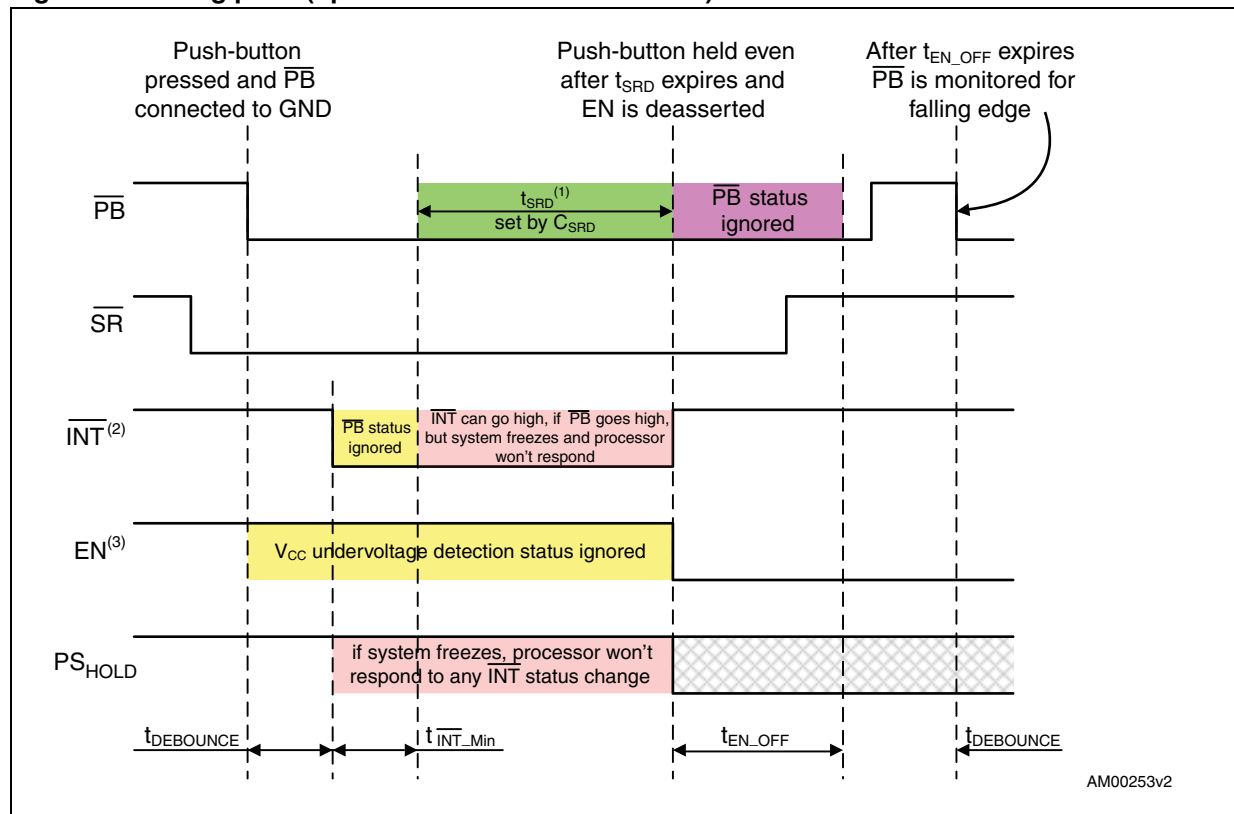 Push-button
pressed and PB
connected to GND
Push-button held even
after tSRD expires and
EN is deasserted
After tEN_OFF expires
PB is monitored for
falling edge
PB
tSRD(1)
set by CSRD
PB status
ignored
SR
INT(2)
PB status
ignored
INT can go high, if PB goes high,
but system freezes and processor
won't respond
EN(3)
VCC undervoltage detection status ignored
PSHOLD
if system freezes, processor won't
respond to any INT status change
tDEBOUNCE
t INT_Min
tEN_OFF
tDEBOUNCE
AM00253v2